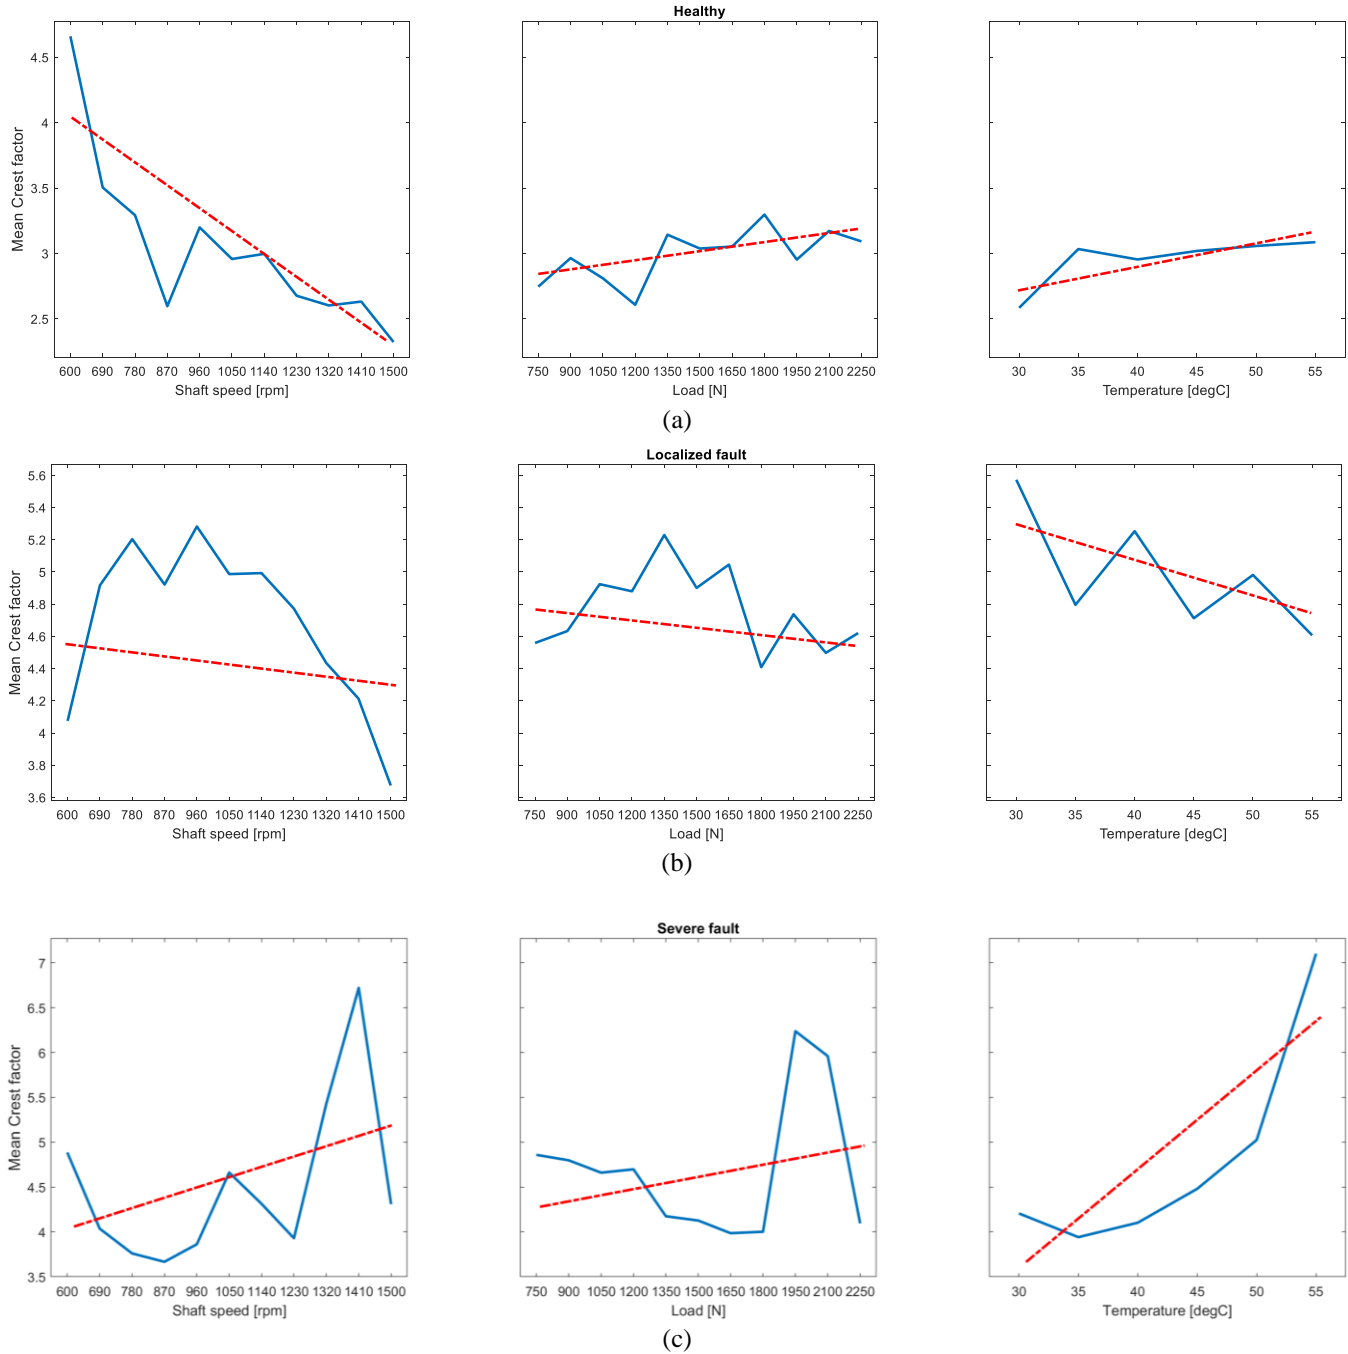 Healthy
Mean Crest factor
4.5
4
3.5
3
2.5
600 690 780 870 960 1050 1140 1230 1320 1410 1500
Shaft speed [rpm]
750 900 1050 1200 1350 1500 1650 1800 1950 2100 2250
Load [N]
30 35 40 45 50 55
Temperature [degC]
(a)
Localized fault
Mean Crest factor
5.6
5.4
5.2
5
4.8
4.6
4.4
4.2
4
3.8
3.6
600 690 780 870 960 1050 1140 1230 1320 1410 1500
Shaft speed [rpm]
750 900 1050 1200 1350 1500 1650 1800 1950 2100 2250
Load [N]
30 35 40 45 50 55
Temperature [degC]
(b)
Severe fault
Mean Crest factor
7
6.5
6
5.5
5
4.5
4
3.5
600 690 780 870 960 1050 1140 1230 1320 1410 1500
Shaft speed [rpm]
750 900 1050 1200 1350 1500 1650 1800 1950 2100 2250
Load [N]
30 35 40 45 50 55
Temperature [degC]
(c)